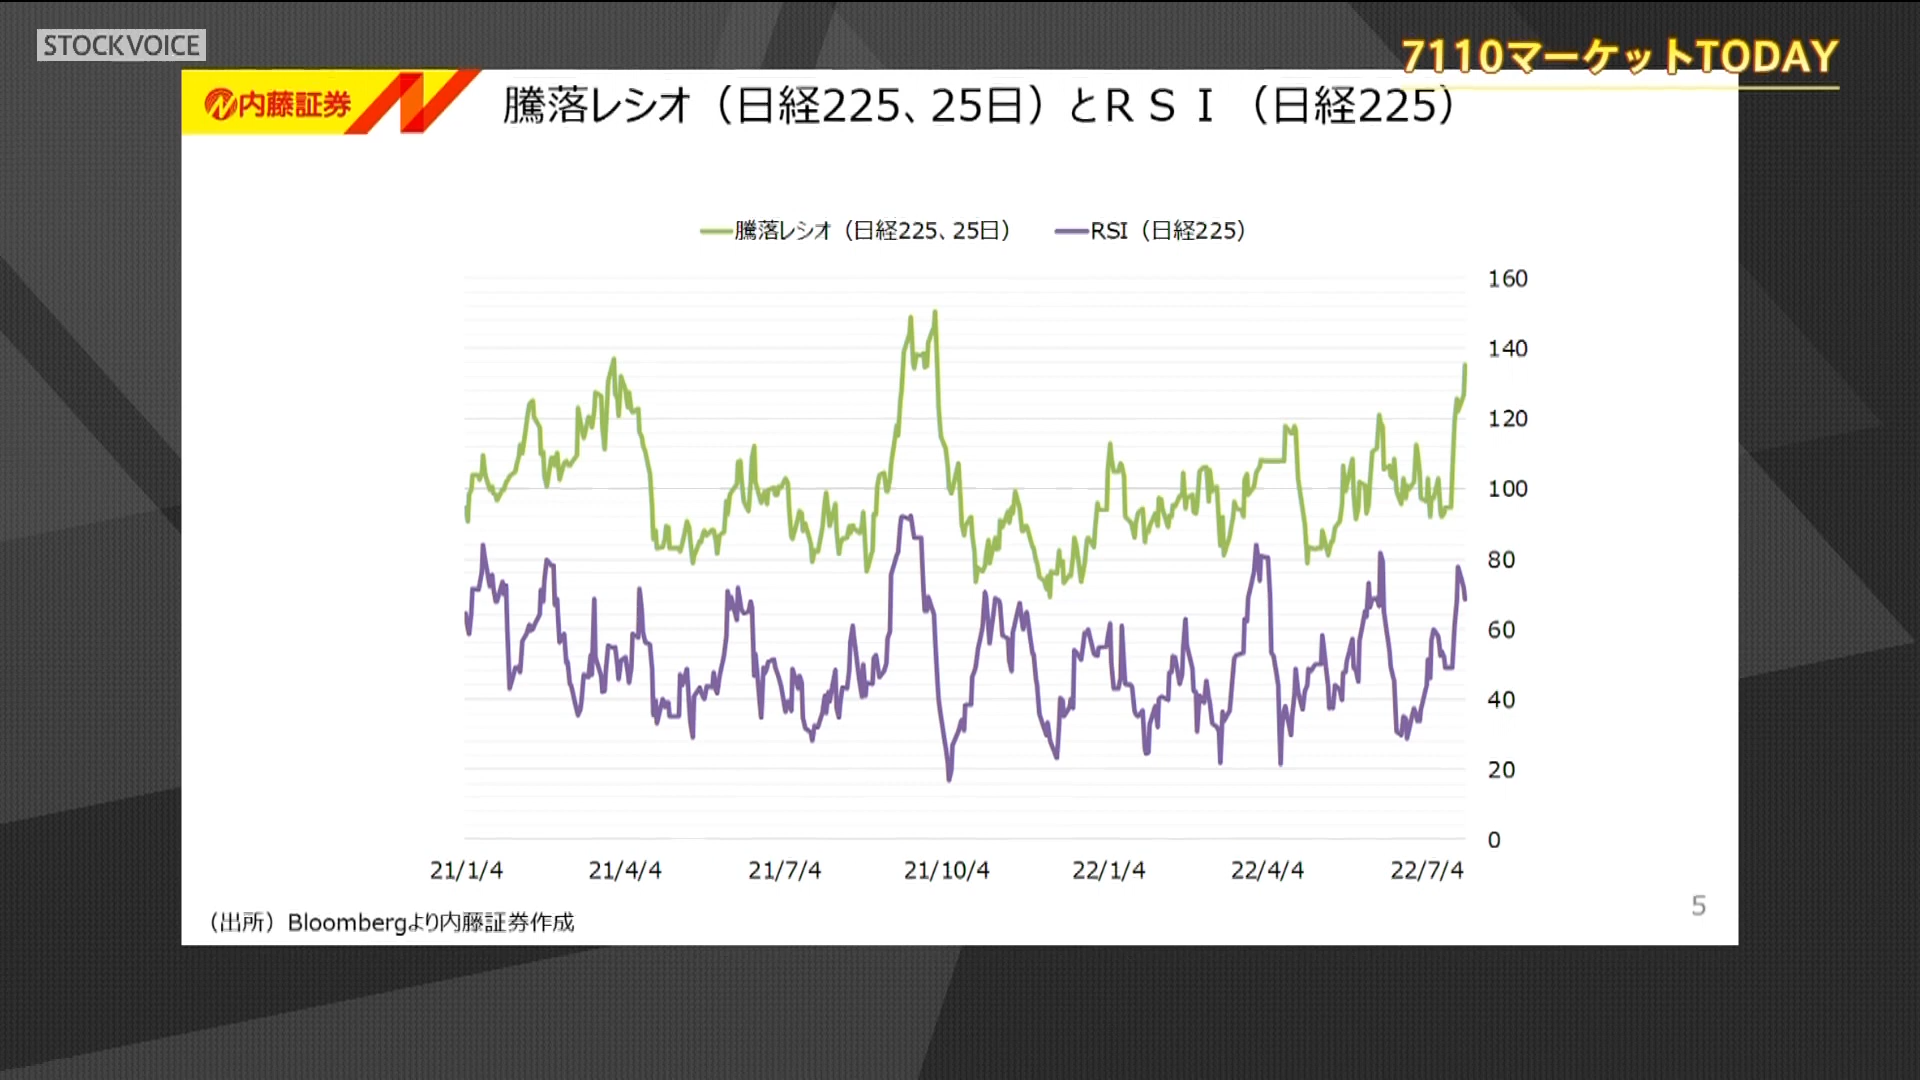 STOCKVOICE
7110マーケットTODAY
内藤証券
騰落レシオ（日経225、25日）とＲＳＩ（日経225）
騰落レシオ（日経225、25日） RSI（日経225）
160
140
120
100
80
60
40
20
0
21/1/4 21/4/4 21/7/4 21/10/4 22/1/4 22/4/4 22/7/4
（出所）Bloombergより内藤証券作成
5